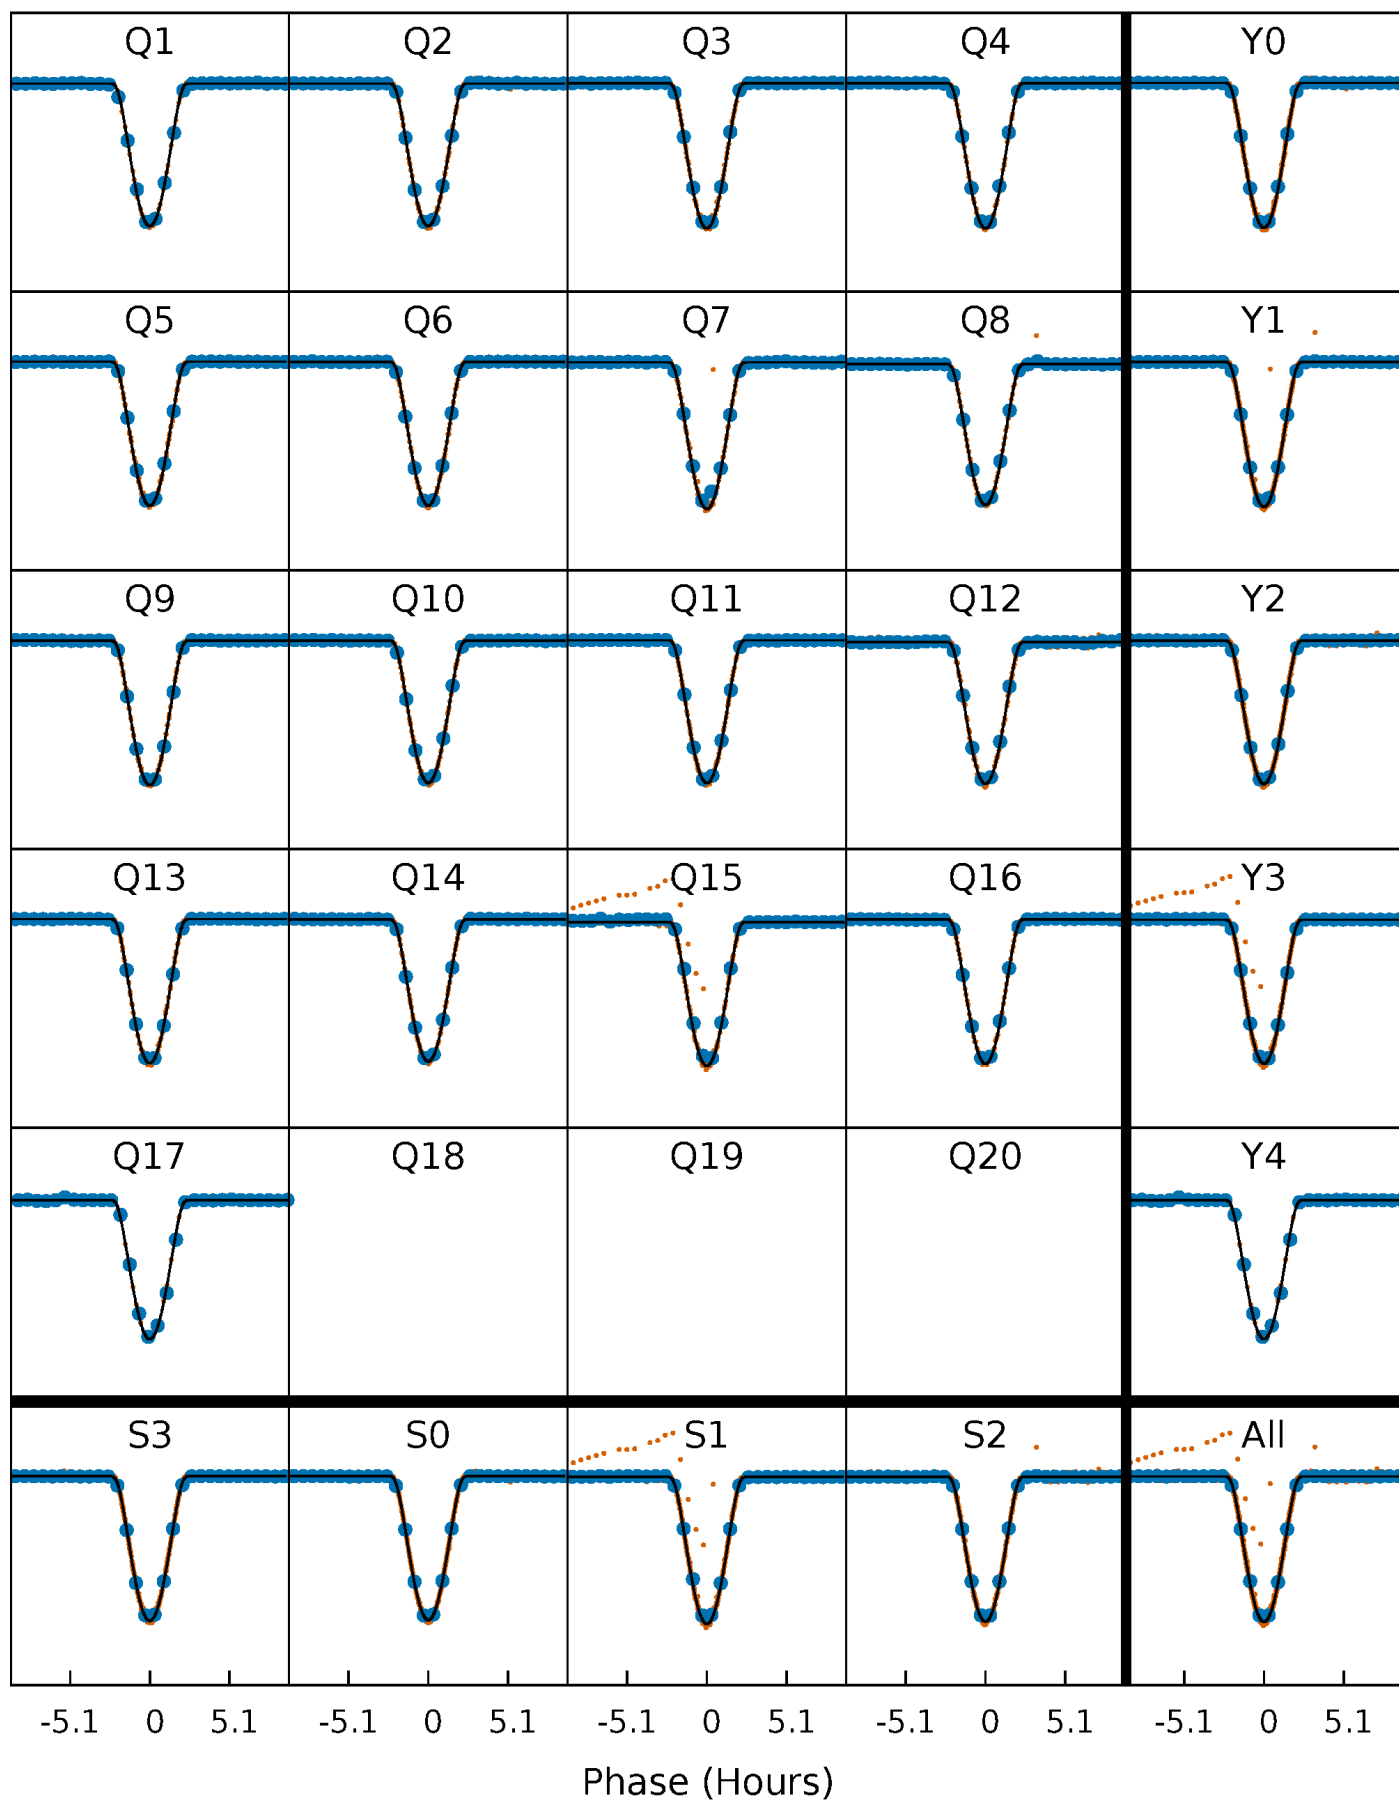 Q1 Q2 Q3 Q4 Y0
Q5 Q6 Q7 Q8 Y1
Q9 Q10 Q11 Q12 Y2
Q13 Q14 Q15 Q16 Y3
Q17 Q18 Q19 Q20 Y4
S3 S0 S1 S2 All
-5.1 0 5.1 -5.1 0 5.1 -5.1 0 5.1 -5.1 0 5.1 -5.1 0 5.1
Phase (Hours)